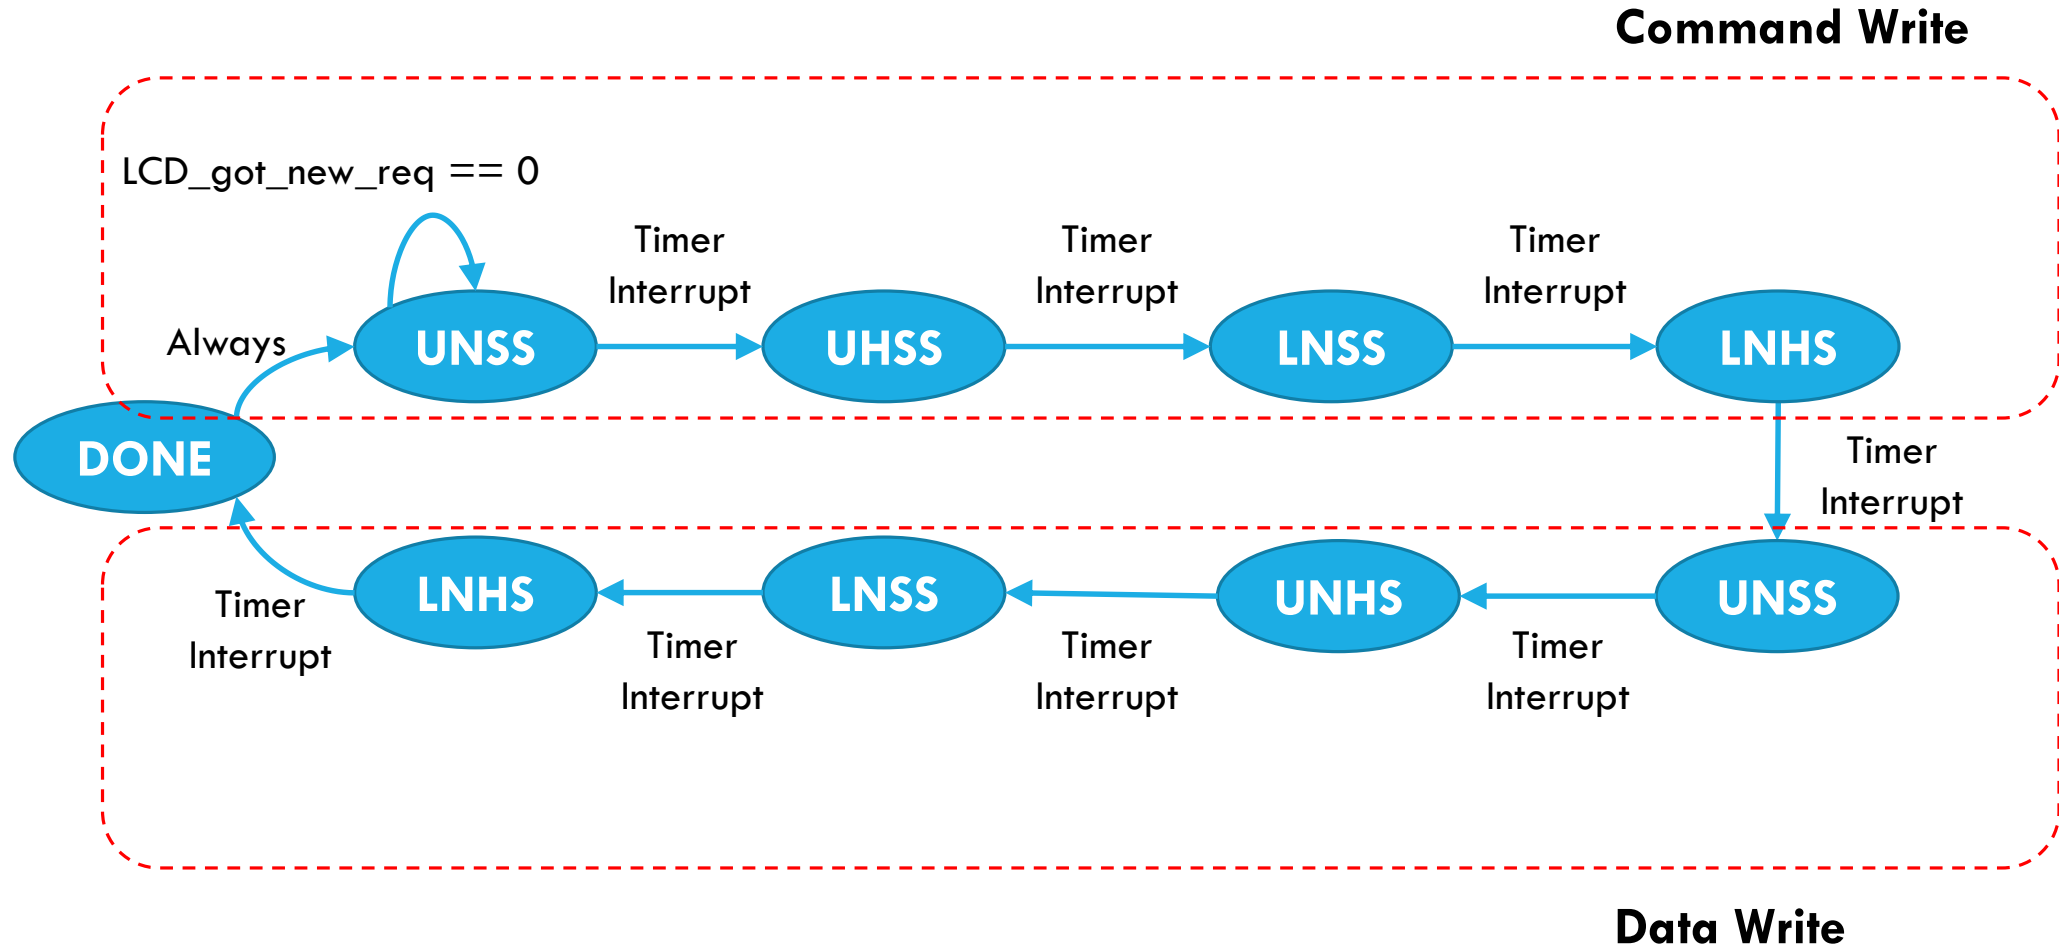 Command Write
LCD_got_new_req == 0
Timer
Interrupt
Timer
Interrupt
Timer
Interrupt
Always
UNSS
UHSS
LNSS
LNHS
DONE
Timer
Interrupt
LNHS
LNSS
UNHS
UNSS
Timer
Interrupt
Timer
Interrupt
Timer
Interrupt
Timer
Interrupt
Data Write